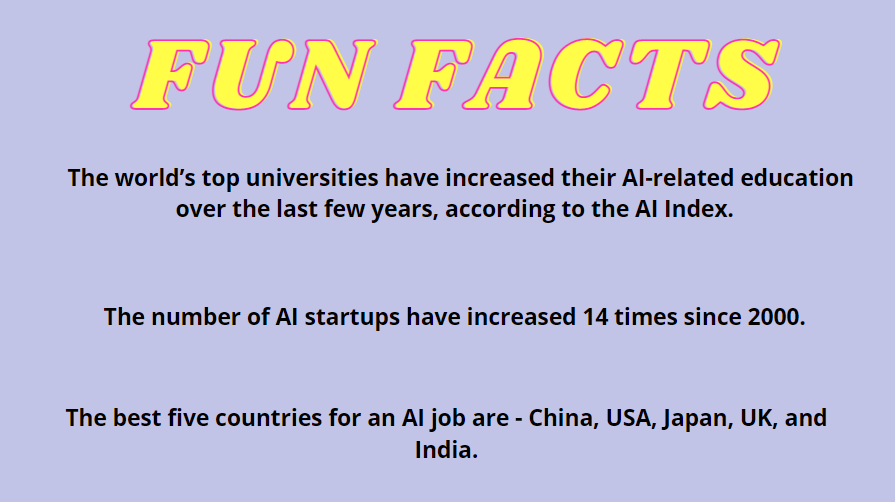 FUN FACTS
The world’s top universities have increased their AI-related education
over the last few years, according to the AI Index.
The number of AI startups have increased 14 times since 2000.
The best five countries for an AI job are - China, USA, Japan, UK, and
India.